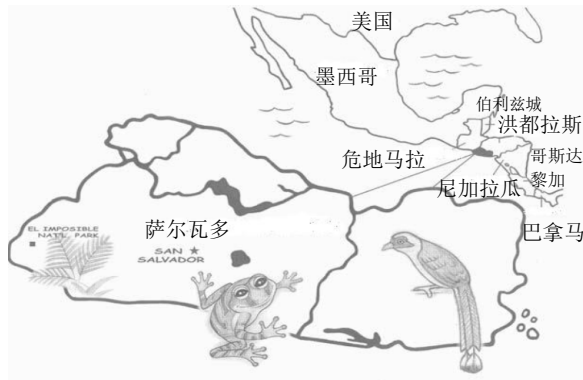 美国
墨西哥
伯利兹城
洪都拉斯
危地马拉
哥斯达
黎加
尼加拉瓜
巴拿马
萨尔瓦多
EL IMPOSIBLE
NAT'L. PARK
SAN
SALVADOR